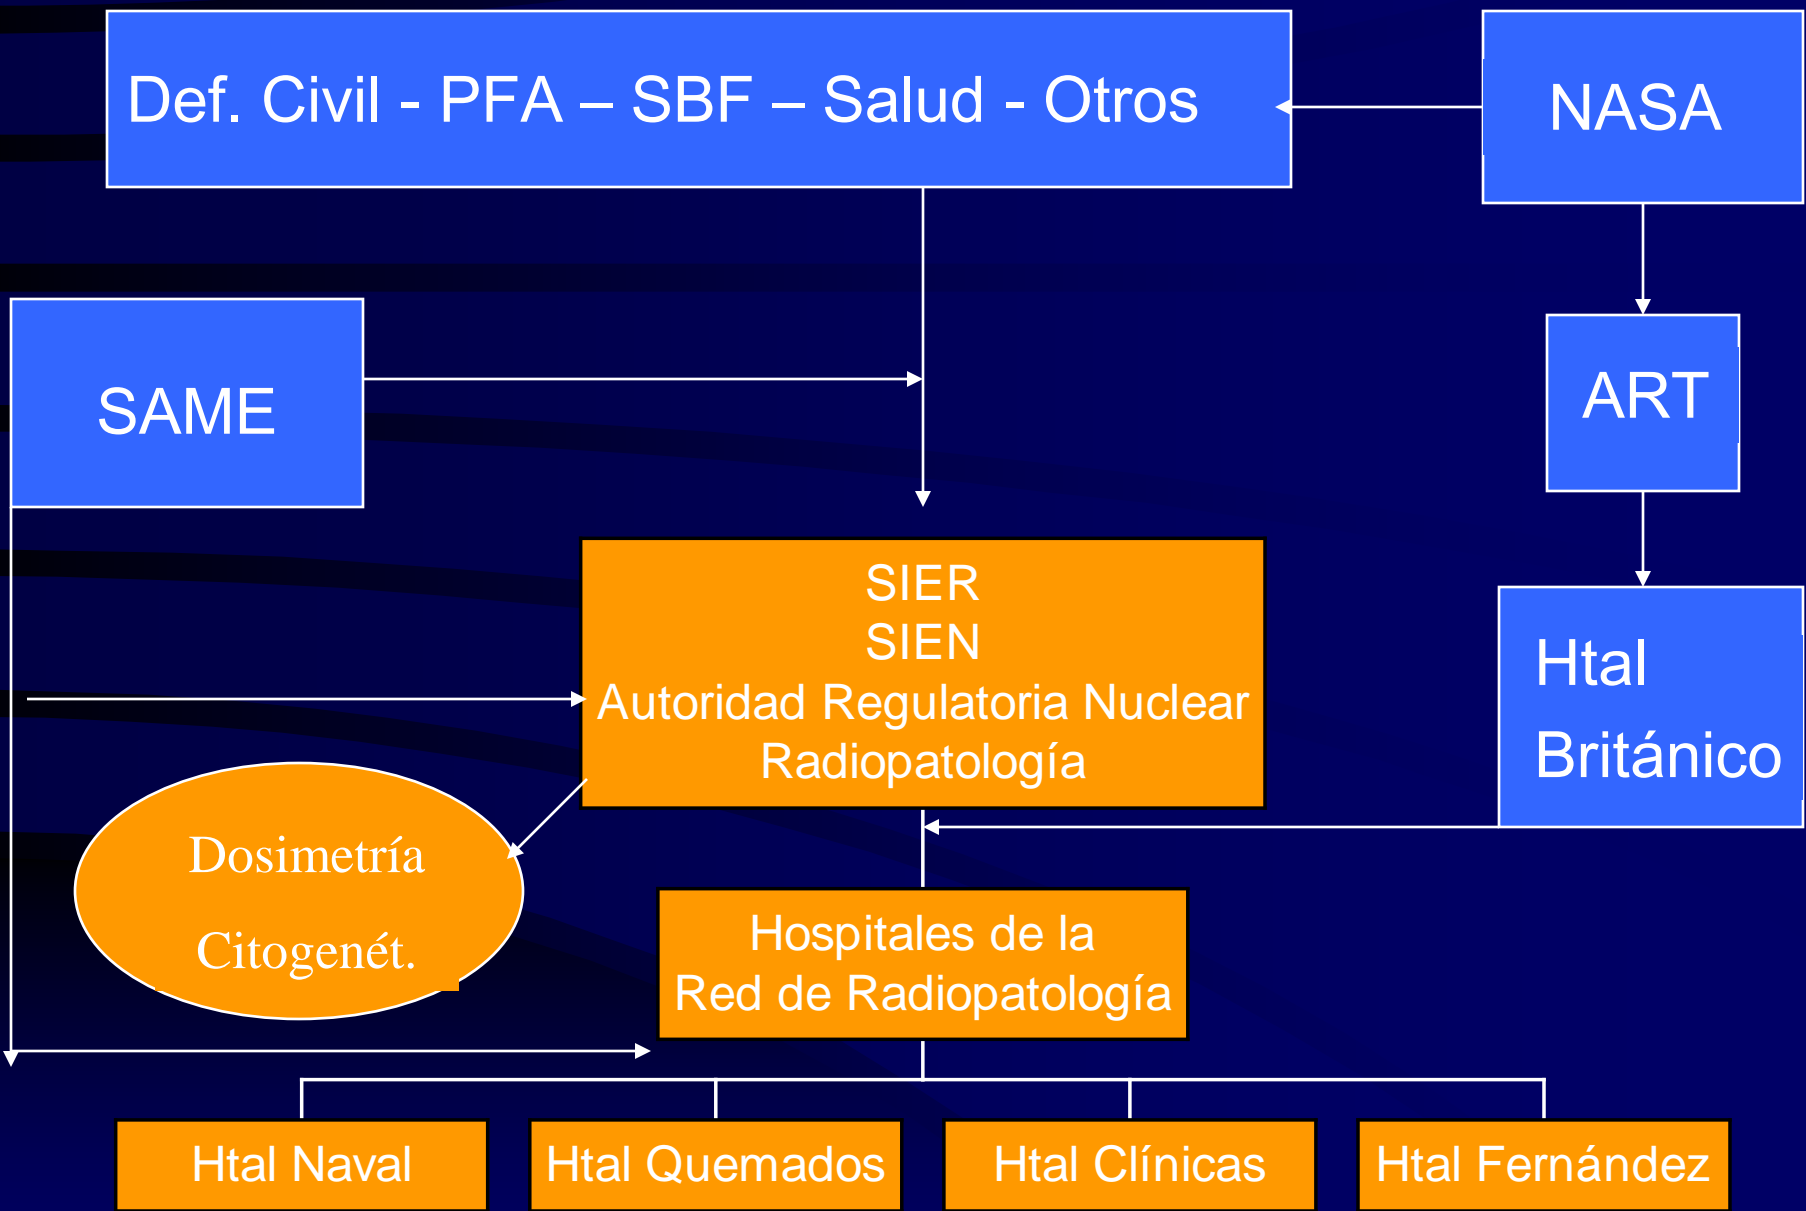 Def. Civil - PFA – SBF – Salud - Otros
NASA
SAME
ART
SIER
SIEN
Autoridad Regulatoria Nuclear
Radiopatología
Htal
Británico
Dosimetría
Citogenét.
Hospitales de la
Red de Radiopatología
Htal Naval
Htal Quemados
Htal Clínicas
Htal Fernández